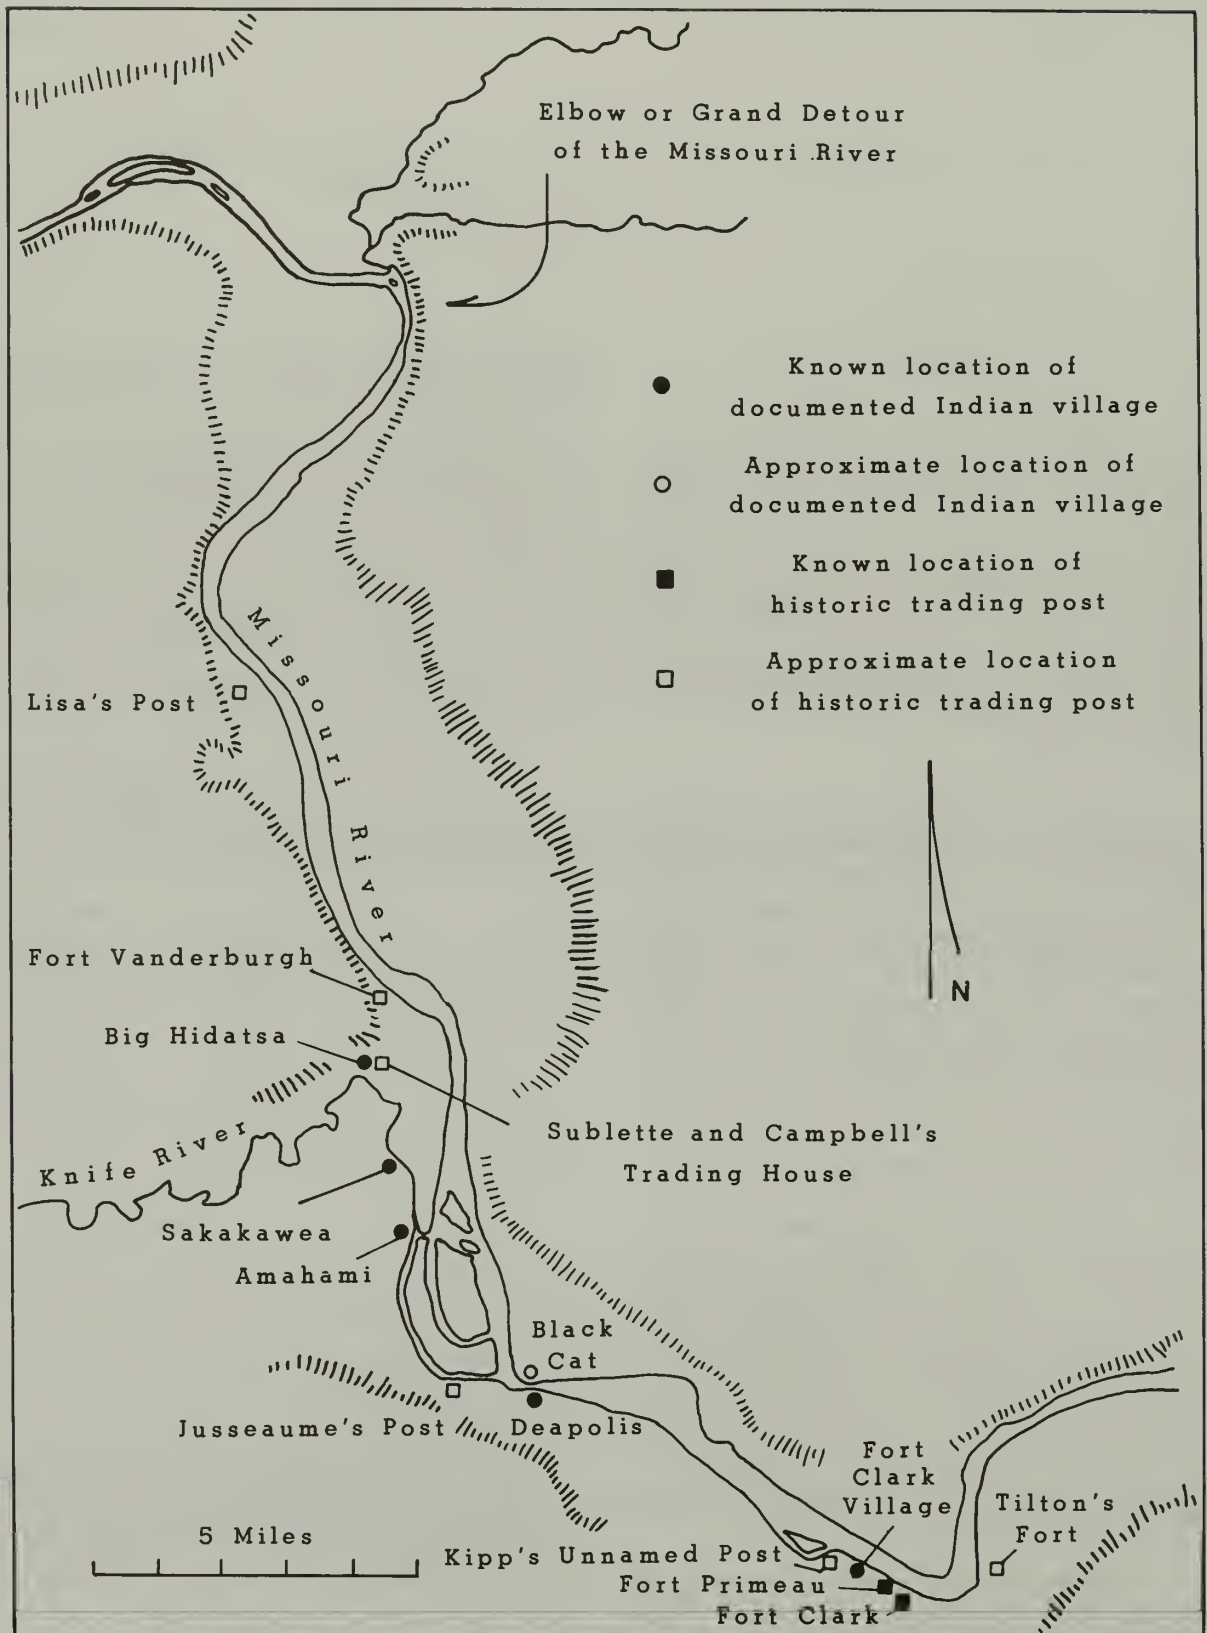 Elbow or Grand Detour
of the Missouri River
Known location of
documented Indian village
Approximate location of
documented Indian village
Known location of
historic trading post
Approximate location
of historic trading post
Missouri River
Lisa's Post
N
Fort Vanderburgh
Big Hidatsa
Knife River
Sublette and Campbell's
Trading House
Sakakawea
Amahami
Black
Cat
Jusseaume's Post
Deapolis
Fort
Clark
Village
Tilton's
Fort
5 Miles
Kipp's Unnamed Post
Fort Primeau
Fort Clark